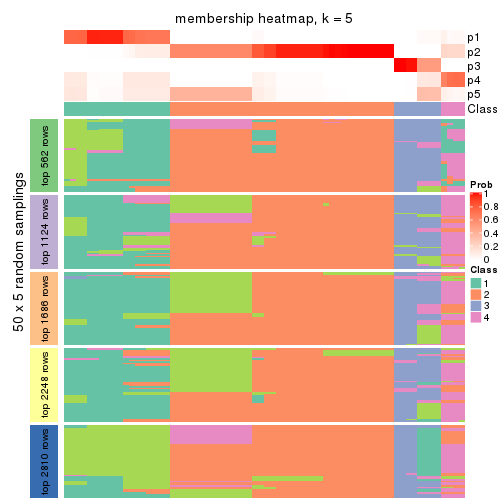 membership heatmap, k = 5
p1
p2
p3
p4
p5
Class
50 x 5 random samplings
top 562 rows
top 1124 rows
top 1686 rows
top 2248 rows
top 2810 rows
Prob
1
0.8
0.6
0.4
0.2
0
Class
1
2
3
4